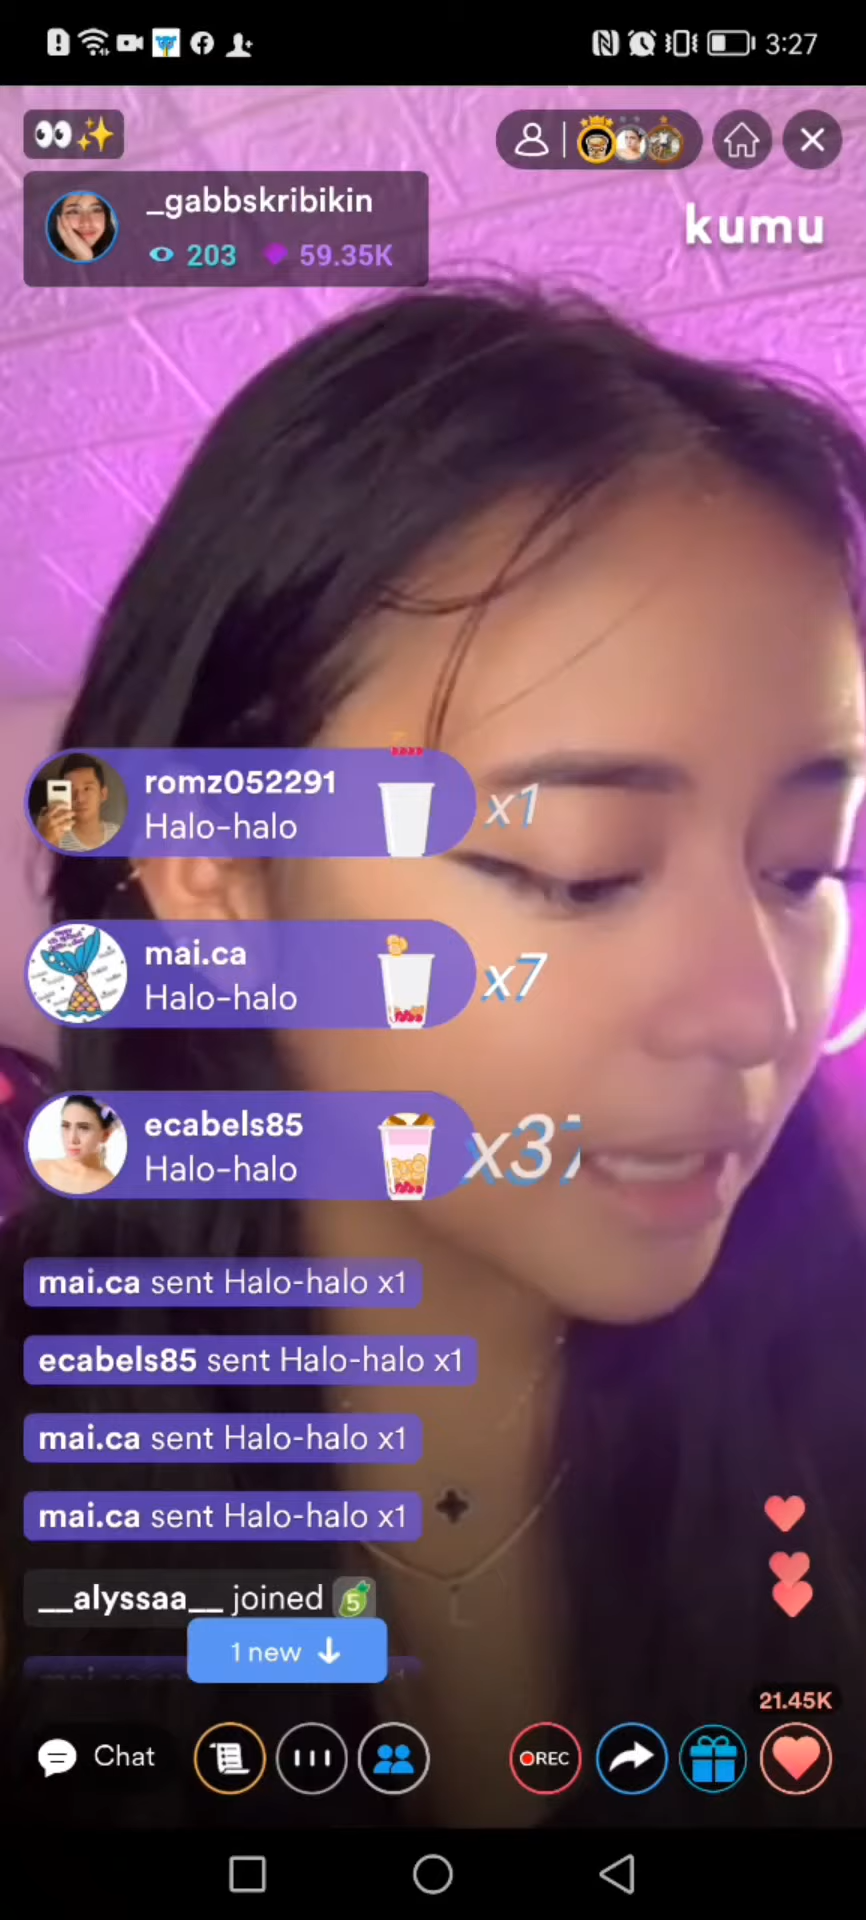 3:27
👀✨
_gabbskribikin
203 59.35K
kumu
romz052291
Halo-halo
x1
mai.ca
Halo-halo
x7
ecabels85
Halo-halo
x37
mai.ca sent Halo-halo x1
ecabels85 sent Halo-halo x1
mai.ca sent Halo-halo x1
mai.ca sent Halo-halo x1
__alyssaa__ joined 5
1 new ↓
21.45K
Chat
REC